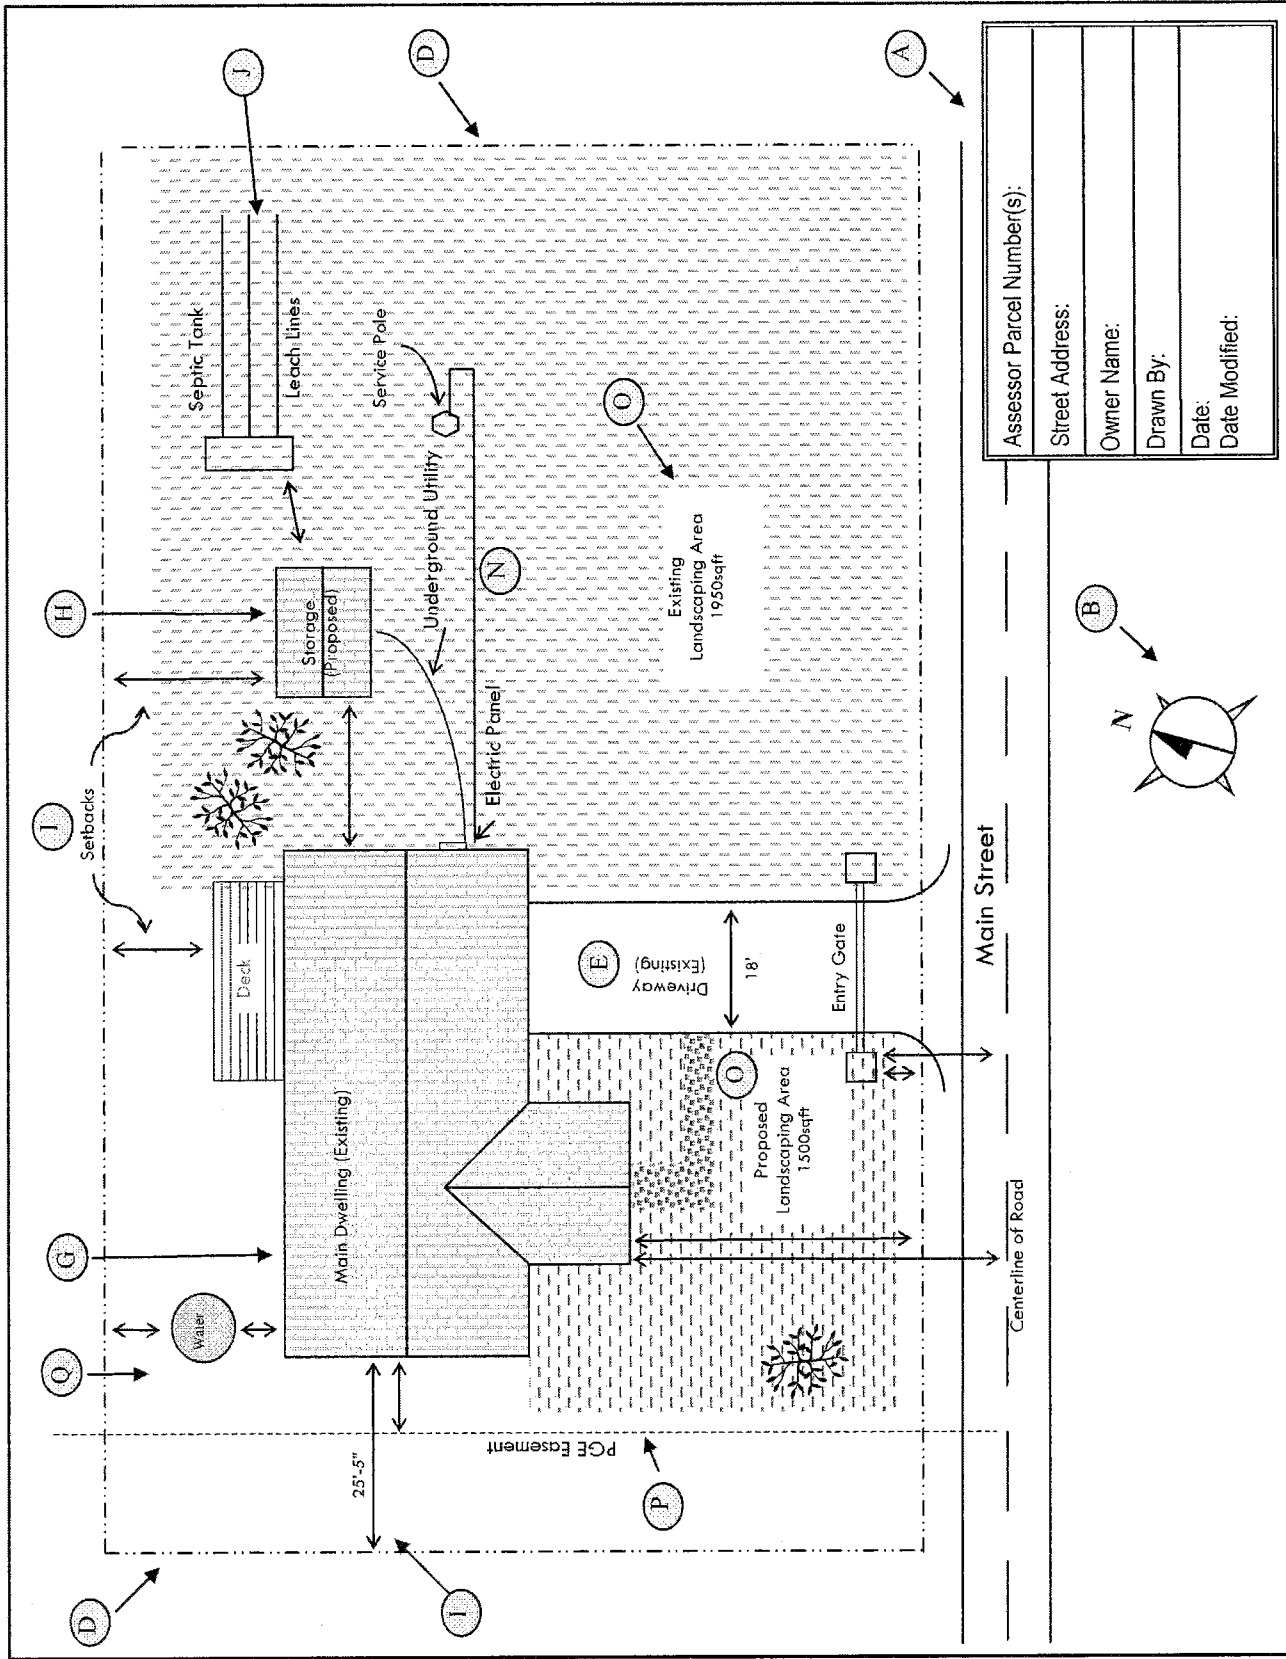 D
Q
G
I
H
J
D
Setbacks
Septic Tank
Water
Deck
Leach Lines
Storage
(Proposed)
Main Dwelling (Existing)
Service Pole
25'-5"
I
Underground Utility
N
Electric Panel
PGE Easement
P
E
Driveway
(Existing)
18'
O
Existing
Landscaping Area
1950sqft
O
Proposed
Landscaping Area
1500sqft
Entry Gate
A
Main Street
Centerline of Road
B
N
Assessor Parcel Number(s):
Street Address:
Owner Name:
Drawn By:
Date:
Date Modified: